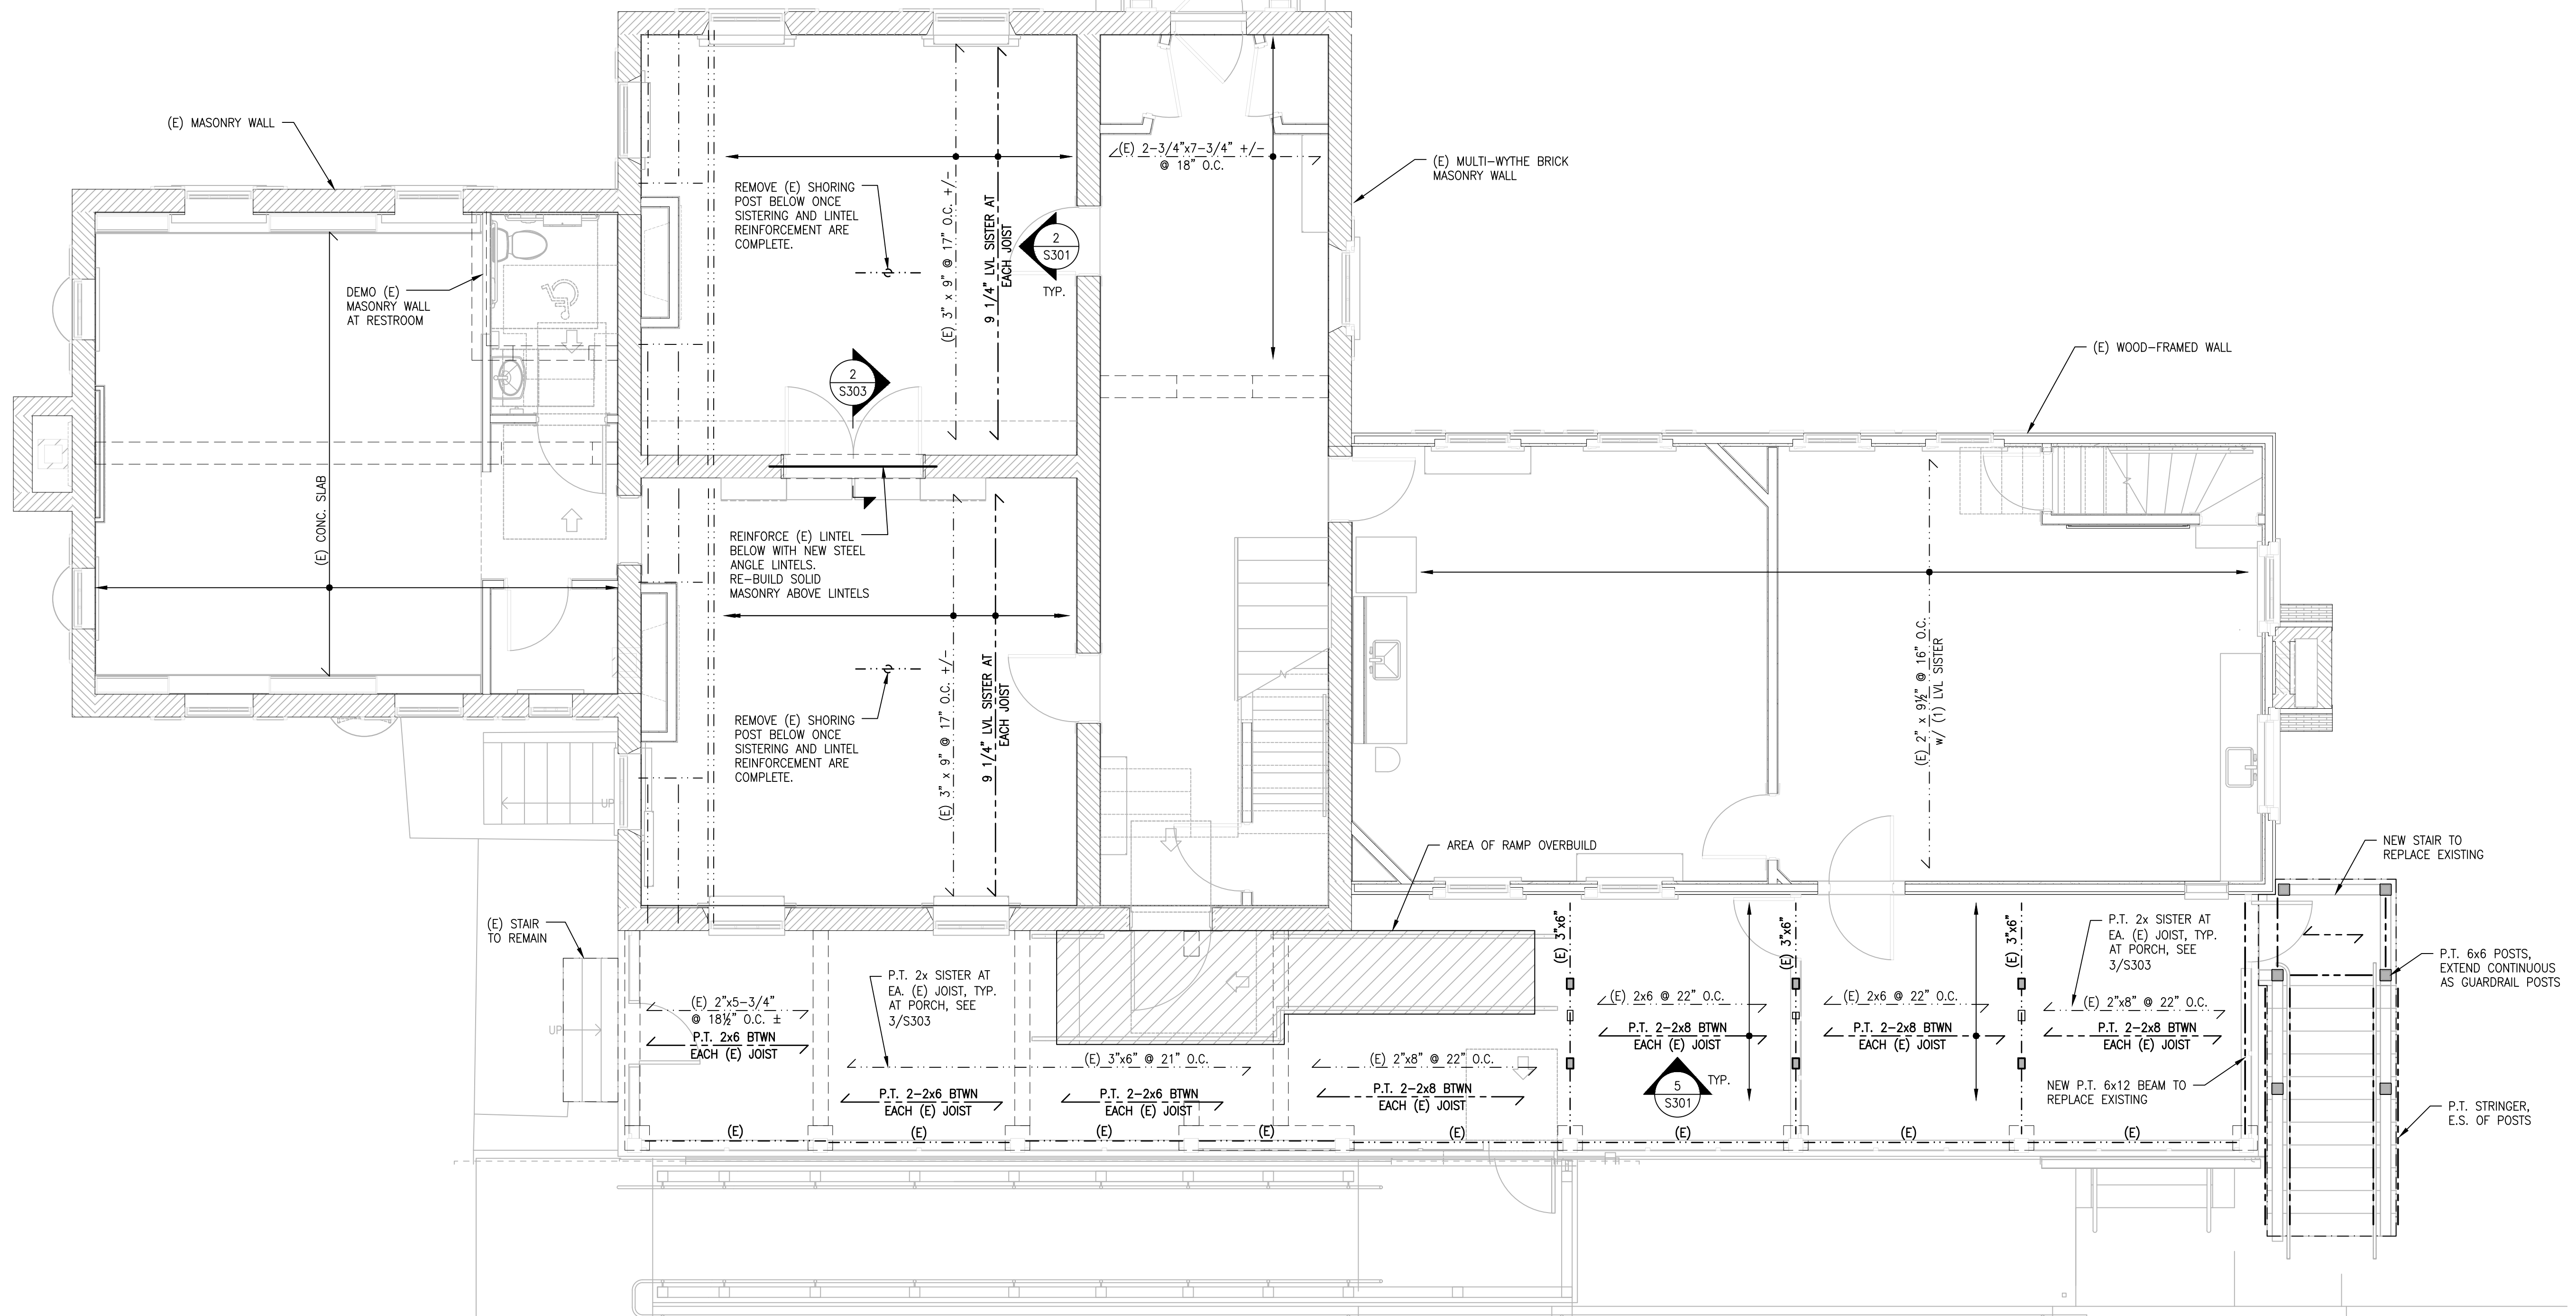 (E) MASONRY WALL
(E) 2-3/4"x7-3/4" +/-
@ 18" O.C.
(E) MULTI-WYTHE BRICK
MASONRY WALL
REMOVE (E) SHORING
POST BELOW ONCE
SISTERING AND LINTEL
REINFORCEMENT ARE
COMPLETE.
(E) 3" x 9" @ 17" O.C. +/-
9 1/4" LVL SISTER AT
EACH JOIST
2
S301
TYP.
DEMO (E)
MASONRY WALL
AT RESTROOM
(E) WOOD-FRAMED WALL
2
S303
(E) CONC. SLAB
REINFORCE (E) LINTEL
BELOW WITH NEW STEEL
ANGLE LINTELS.
RE-BUILD SOLID
MASONRY ABOVE LINTELS
(E) 3" x 9" @ 17" O.C. +/-
9 1/4" LVL SISTER AT
EACH JOIST
REMOVE (E) SHORING
POST BELOW ONCE
SISTERING AND LINTEL
REINFORCEMENT ARE
COMPLETE.
(E) 2" x 9½" @ 16" O.C.
w/ (1) LVL SISTER
UP
AREA OF RAMP OVERBUILD
NEW STAIR TO
REPLACE EXISTING
(E) STAIR
TO REMAIN
UP
P.T. 2x SISTER AT
EA. (E) JOIST, TYP.
AT PORCH, SEE
3/S303
(E) 3"x6"
(E) 3"x6"
(E) 3"x6"
P.T. 2x SISTER AT
EA. (E) JOIST, TYP.
AT PORCH, SEE
3/S303
P.T. 6x6 POSTS,
EXTEND CONTINUOUS
AS GUARDRAIL POSTS
(E) 2"x5-3/4"
@ 18½" O.C. ±
P.T. 2x6 BTWN
EACH (E) JOIST
(E) 2x6 @ 22" O.C.
P.T. 2-2x8 BTWN
EACH (E) JOIST
(E) 2x6 @ 22" O.C.
P.T. 2-2x8 BTWN
EACH (E) JOIST
(E) 2"x8" @ 22" O.C.
P.T. 2-2x8 BTWN
EACH (E) JOIST
(E) 3"x6" @ 21" O.C.
(E) 2"x8" @ 22" O.C.
P.T. 2-2x6 BTWN
EACH (E) JOIST
P.T. 2-2x6 BTWN
EACH (E) JOIST
P.T. 2-2x8 BTWN
EACH (E) JOIST
5
S301
TYP.
NEW P.T. 6x12 BEAM TO
REPLACE EXISTING
P.T. STRINGER,
E.S. OF POSTS
(E)
(E)
(E)
(E)
(E)
(E)
(E)
(E)